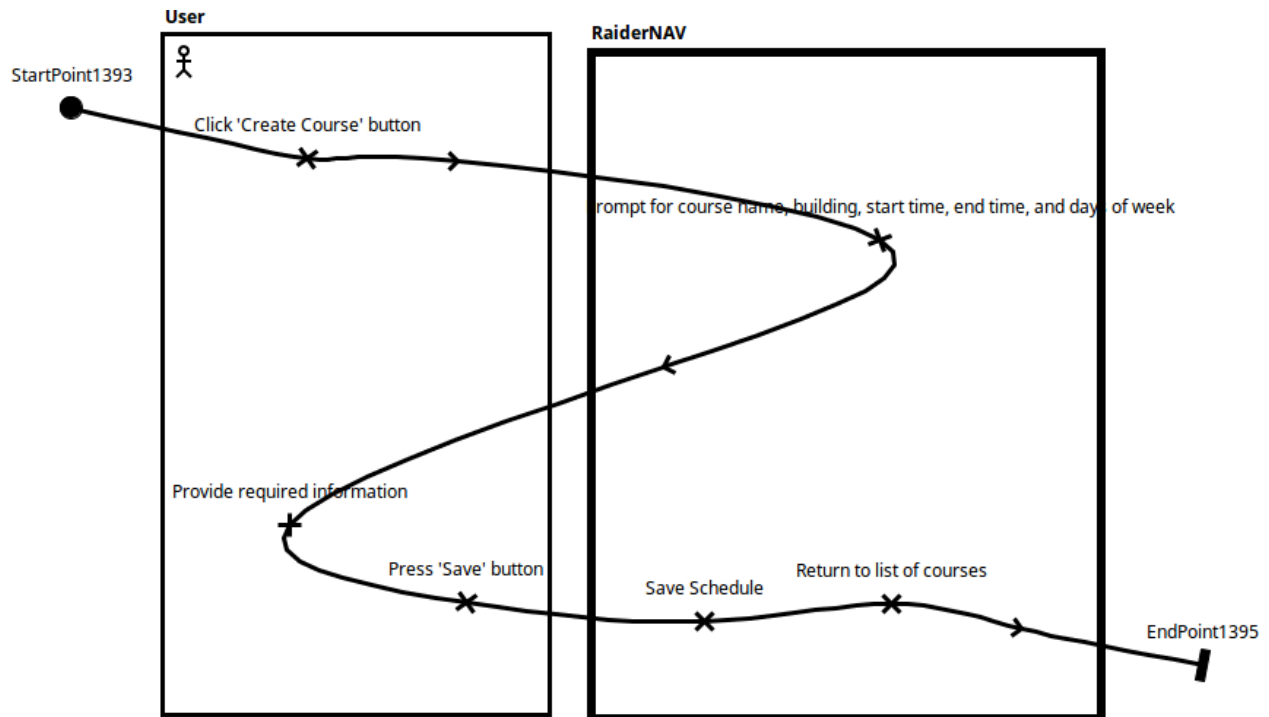 User
RaiderNAV
StartPoint1393
Click 'Create Course' button
rompt for course name, building, start time, end time, and days of week
Provide required information
Press 'Save' button
Save Schedule
Return to list of courses
EndPoint1395